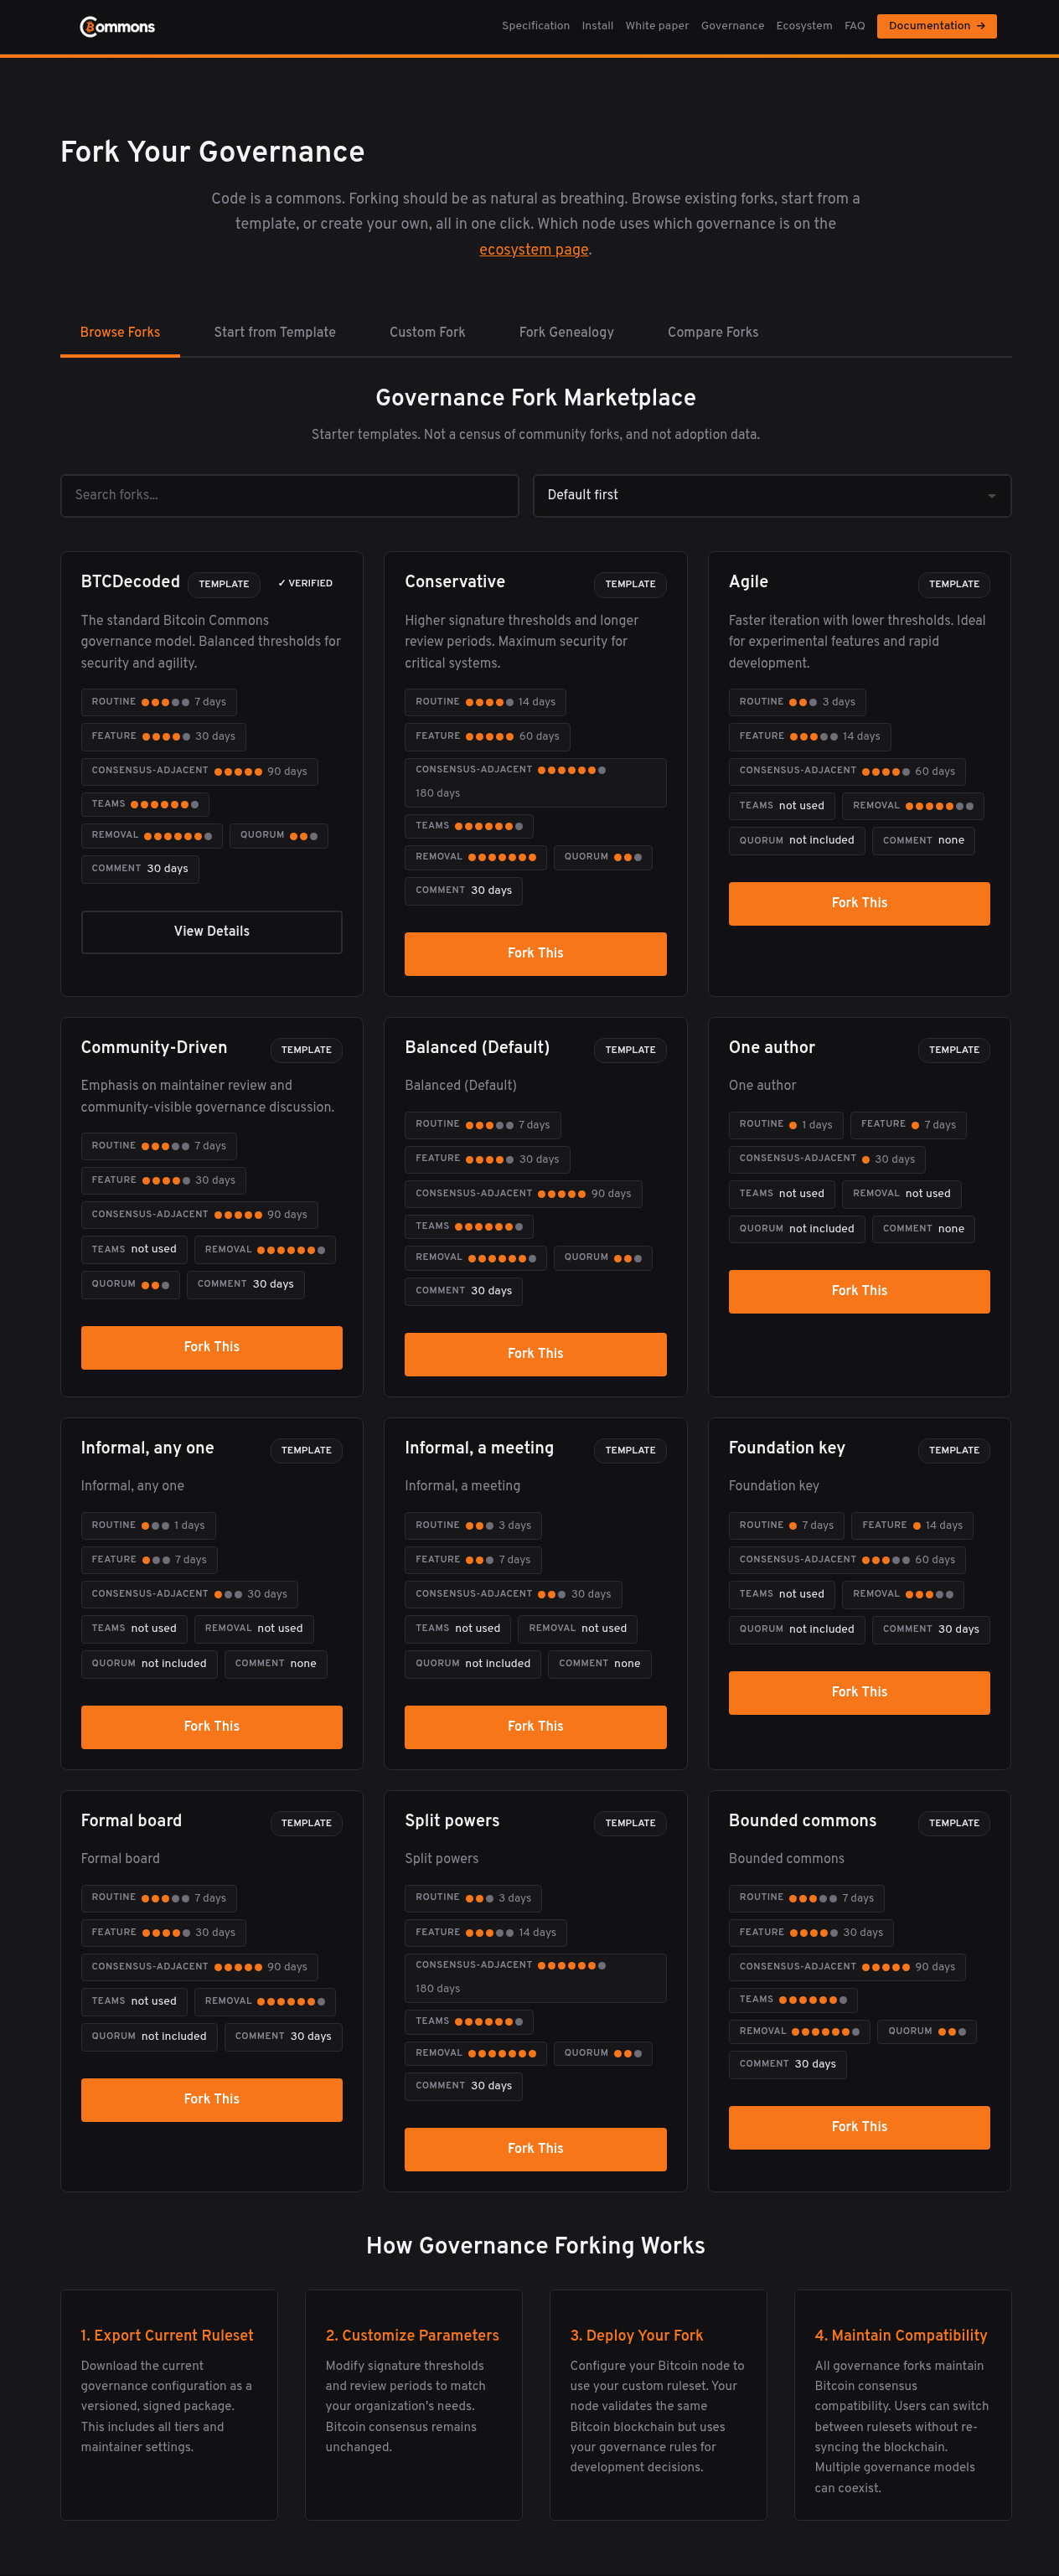 Commons
Specification Install White paper Governance Ecosystem FAQ Documentation →
Fork Your Governance
Code is a commons. Forking should be as natural as breathing. Browse existing forks, start from a
template, or create your own, all in one click. Which node uses which governance is on the
ecosystem page.
Browse Forks Start from Template Custom Fork Fork Genealogy Compare Forks
Governance Fork Marketplace
Starter templates. Not a census of community forks, and not adoption data.
Search forks... Default first
BTCDecoded TEMPLATE ✓ VERIFIED
The standard Bitcoin Commons
governance model. Balanced thresholds for
security and agility.
ROUTINE 7 days
FEATURE 30 days
CONSENSUS-ADJACENT 90 days
TEAMS
REMOVAL QUORUM
COMMENT 30 days
View Details
Conservative TEMPLATE
Higher signature thresholds and longer
review periods. Maximum security for
critical systems.
ROUTINE 14 days
FEATURE 60 days
CONSENSUS-ADJACENT
180 days
TEAMS
REMOVAL QUORUM
COMMENT 30 days
Fork This
Agile TEMPLATE
Faster iteration with lower thresholds. Ideal
for experimental features and rapid
development.
ROUTINE 3 days
FEATURE 14 days
CONSENSUS-ADJACENT 60 days
TEAMS not used REMOVAL
QUORUM not included COMMENT none
Fork This
Community-Driven TEMPLATE
Emphasis on maintainer review and
community-visible governance discussion.
ROUTINE 7 days
FEATURE 30 days
CONSENSUS-ADJACENT 90 days
TEAMS not used REMOVAL
QUORUM COMMENT 30 days
Fork This
Balanced (Default) TEMPLATE
Balanced (Default)
ROUTINE 7 days
FEATURE 30 days
CONSENSUS-ADJACENT 90 days
TEAMS
REMOVAL QUORUM
COMMENT 30 days
Fork This
One author TEMPLATE
One author
ROUTINE 1 days FEATURE 7 days
CONSENSUS-ADJACENT 30 days
TEAMS not used REMOVAL not used
QUORUM not included COMMENT none
Fork This
Informal, any one TEMPLATE
Informal, any one
ROUTINE 1 days
FEATURE 7 days
CONSENSUS-ADJACENT 30 days
TEAMS not used REMOVAL not used
QUORUM not included COMMENT none
Fork This
Informal, a meeting TEMPLATE
Informal, a meeting
ROUTINE 3 days
FEATURE 7 days
CONSENSUS-ADJACENT 30 days
TEAMS not used REMOVAL not used
QUORUM not included COMMENT none
Fork This
Foundation key TEMPLATE
Foundation key
ROUTINE 7 days FEATURE 14 days
CONSENSUS-ADJACENT 60 days
TEAMS not used REMOVAL
QUORUM not included COMMENT 30 days
Fork This
Formal board TEMPLATE
Formal board
ROUTINE 7 days
FEATURE 30 days
CONSENSUS-ADJACENT 90 days
TEAMS not used REMOVAL
QUORUM not included COMMENT 30 days
Fork This
Split powers TEMPLATE
Split powers
ROUTINE 3 days
FEATURE 14 days
CONSENSUS-ADJACENT
180 days
TEAMS
REMOVAL QUORUM
COMMENT 30 days
Fork This
Bounded commons TEMPLATE
Bounded commons
ROUTINE 7 days
FEATURE 30 days
CONSENSUS-ADJACENT 90 days
TEAMS
REMOVAL QUORUM
COMMENT 30 days
Fork This
How Governance Forking Works
1. Export Current Ruleset
Download the current
governance configuration as a
versioned, signed package.
This includes all tiers and
maintainer settings.
2. Customize Parameters
Modify signature thresholds
and review periods to match
your organization's needs.
Bitcoin consensus remains
unchanged.
3. Deploy Your Fork
Configure your Bitcoin node to
use your custom ruleset. Your
node validates the same
Bitcoin blockchain but uses
your governance rules for
development decisions.
4. Maintain Compatibility
All governance forks maintain
Bitcoin consensus
compatibility. Users can switch
between rulesets without re-
syncing the blockchain.
Multiple governance models
can coexist.